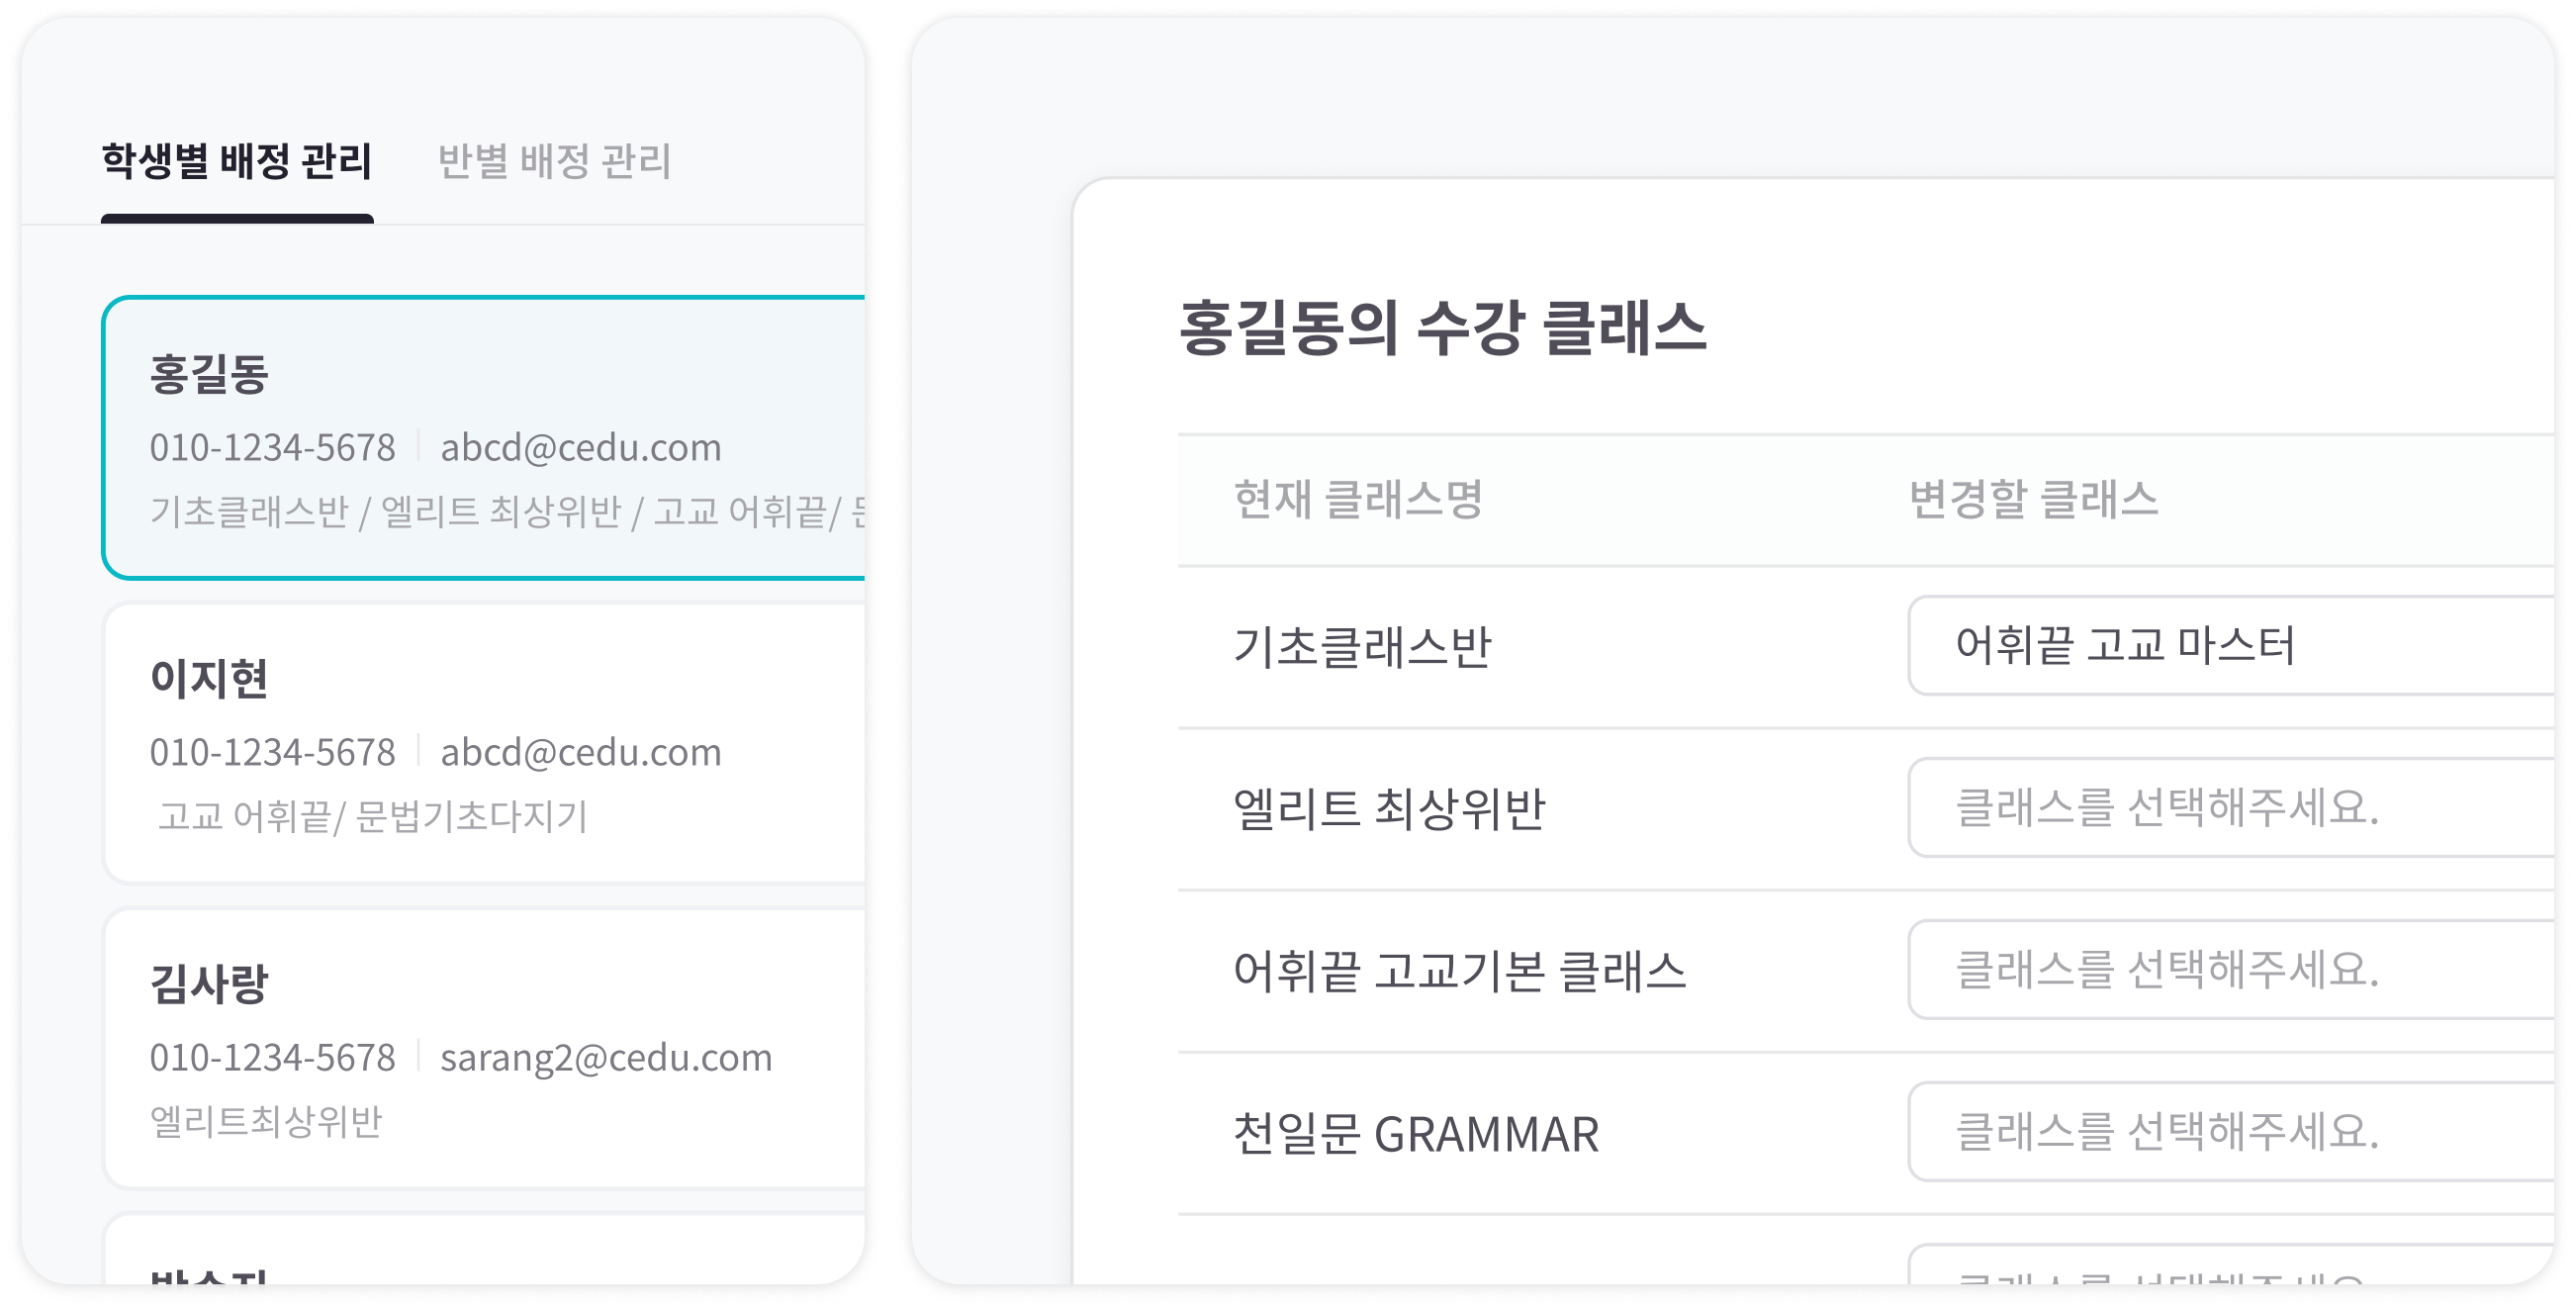 학생별 배정 관리 반별 배정 관리
홍길동
010-1234-5678 abcd@cedu.com
기초클래스반 / 엘리트 최상위반 / 고교 어휘끝/
이지현
010-1234-5678 abcd@cedu.com
고교 어휘끝/ 문법기초다지기
김사랑
010-1234-5678 sarang2@cedu.com
엘리트최상위반
홍길동의 수강 클래스
현재 클래스명 변경할 클래스
기초클래스반 어휘끝 고교 마스터
엘리트 최상위반 클래스를 선택해주세요.
어휘끝 고교기본 클래스 클래스를 선택해주세요.
천일문 GRAMMAR 클래스를 선택해주세요.